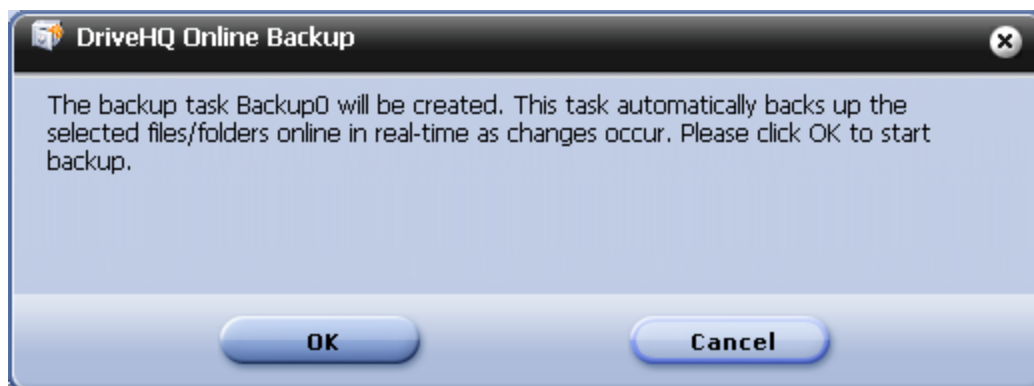 DriveHQ Online Backup
The backup task Backup0 will be created. This task automatically backs up the
selected files/folders online in real-time as changes occur. Please click OK to start
backup.
OK
Cancel